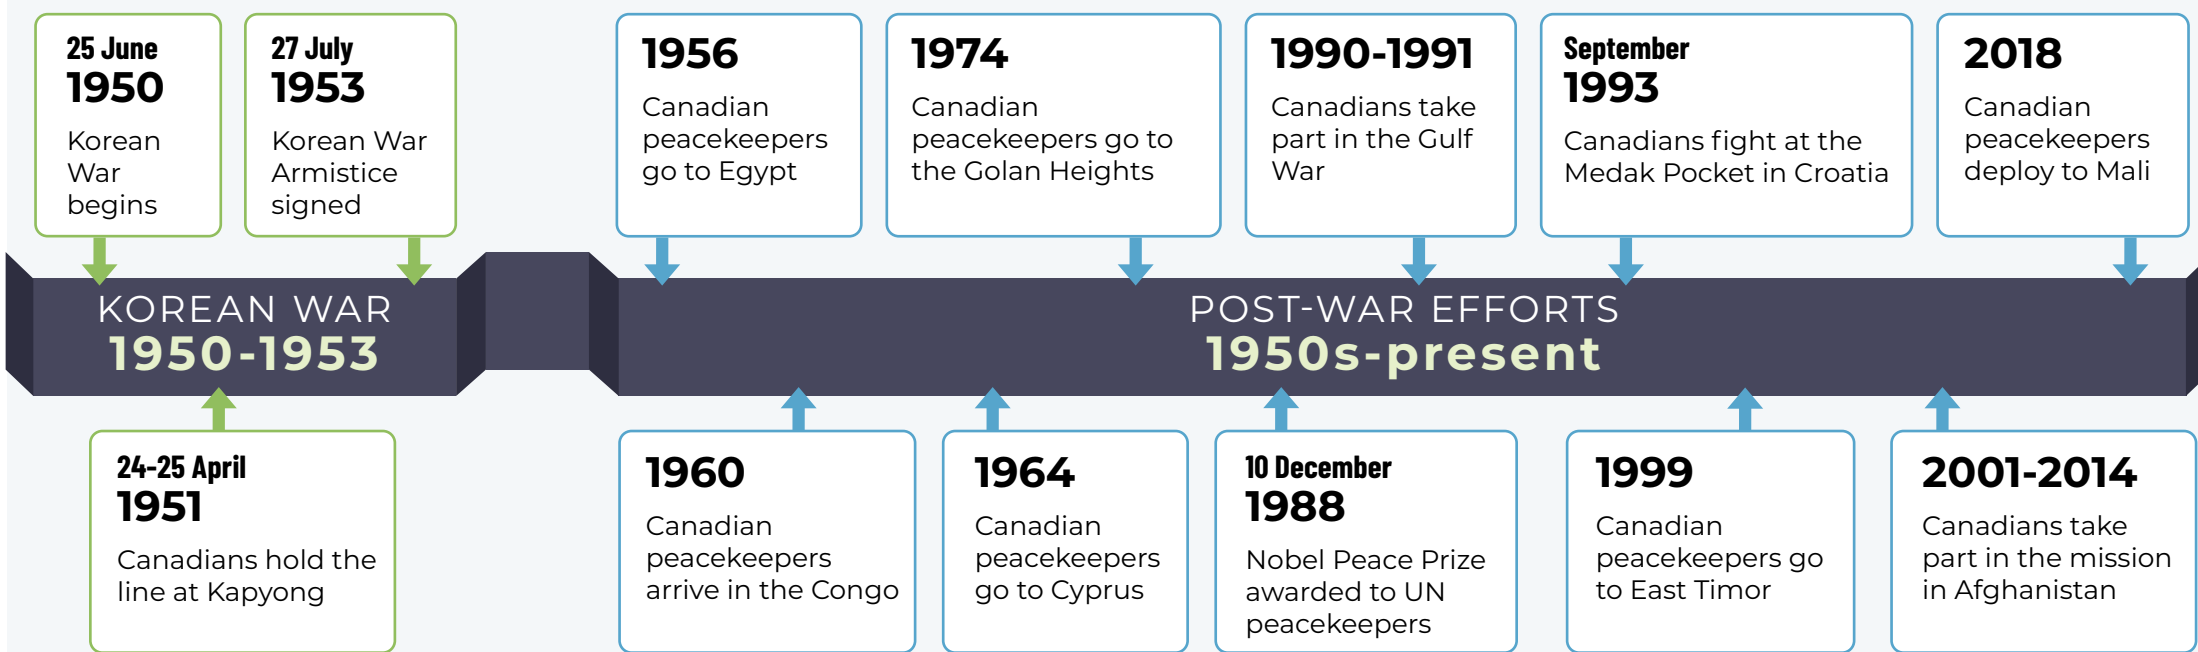 25 June
1950
Korean
War
begins
27 July
1953
Korean War
Armistice
signed
1956
Canadian
peacekeepers
go to Egypt
1974
Canadian
peacekeepers go to
the Golan Heights
1990-1991
Canadians take
part in the Gulf
War
September
1993
Canadians fight at the
Medak Pocket in Croatia
2018
Canadian
peacekeepers
deploy to Mali
KOREAN WAR
1950-1953
POST-WAR EFFORTS
1950s-present
24-25 April
1951
Canadians hold the
line at Kapyong
1960
Canadian
peacekeepers
arrive in the Congo
1964
Canadian
peacekeepers
go to Cyprus
10 December
1988
Nobel Peace Prize
awarded to UN
peacekeepers
1999
Canadian
peacekeepers go
to East Timor
2001-2014
Canadians take
part in the mission
in Afghanistan